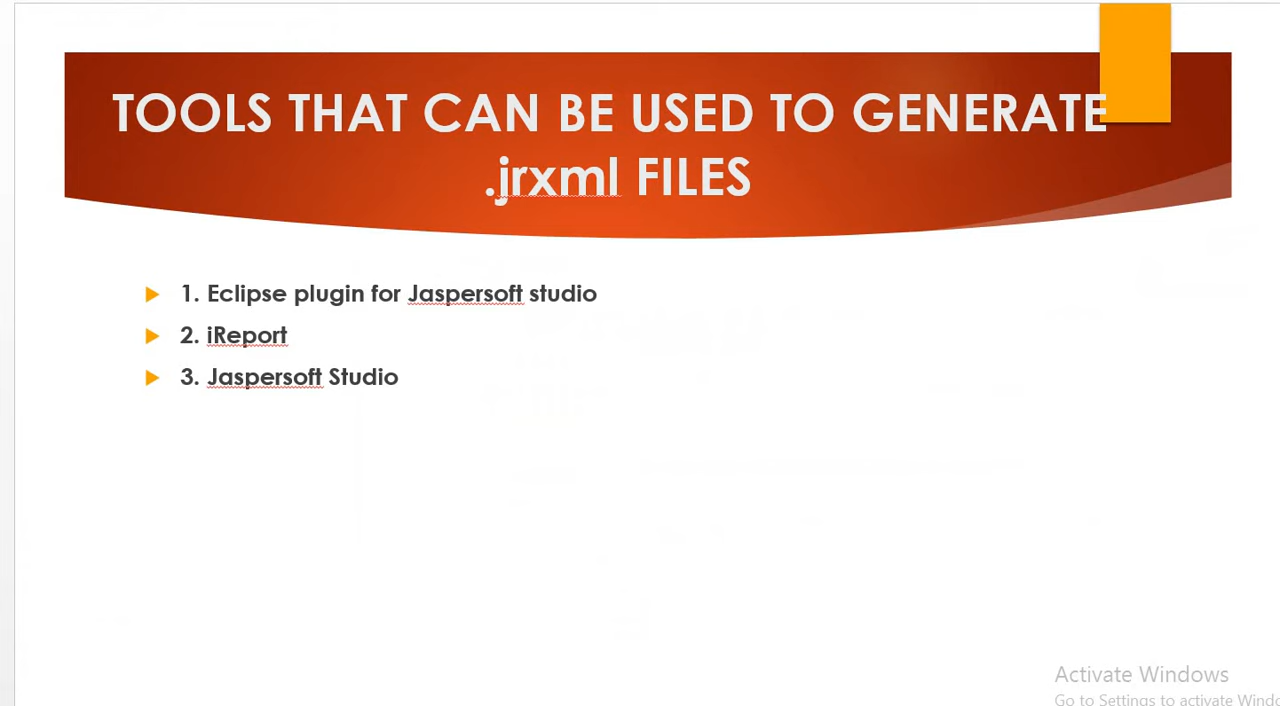 TOOLS THAT CAN BE USED TO GENERATE
.jrxml FILES
1. Eclipse plugin for Jaspersoft studio
2. iReport
3. Jaspersoft Studio
Activate Windows
Go to Settings to activate